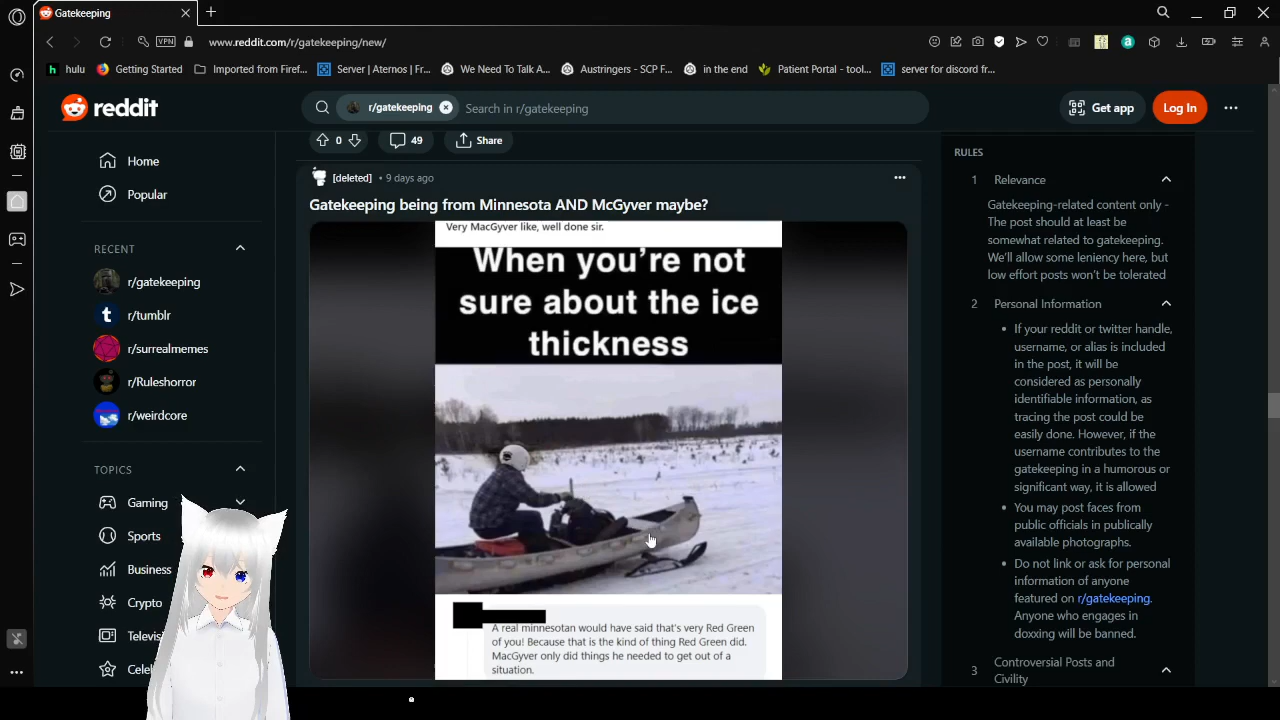 Gatekeeping
www.reddit.com/r/gatekeeping/new/
VPN
hulu
Getting Started
Imported from Firef...
Server | Aternos | Fr...
We Need To Talk A...
Austringers - SCP F...
in the end
Patient Portal - tool...
server for discord fr...
reddit
r/gatekeeping
Search in r/gatekeeping
Get app
Log In
Home
Popular
RECENT
r/gatekeeping
r/tumblr
r/surrealmemes
r/Ruleshorror
r/weirdcore
TOPICS
Gaming
Sports
Business
Crypto
Televis
Celeb
0
49
Share
[deleted] • 9 days ago
Gatekeeping being from Minnesota AND McGyver maybe?
Very MacGyver like, well done sir.
When you're not
sure about the ice
thickness
A real minnesotan would have said that's very Red Green
of you! Because that is the kind of thing Red Green did.
MacGyver only did things he needed to get out of a
situation.
RULES
1 Relevance
Gatekeeping-related content only -
The post should at least be
somewhat related to gatekeeping.
We'll allow some leniency here, but
low effort posts won't be tolerated
2 Personal Information
• If your reddit or twitter handle,
username, or alias is included
in the post, it will be
considered as personally
identifiable information, as
tracing the post could be
easily done. However, if the
username contributes to the
gatekeeping in a humorous or
significant way, it is allowed
• You may post faces from
public officials in publically
available photographs.
• Do not link or ask for personal
information of anyone
featured on r/gatekeeping.
Anyone who engages in
doxxing will be banned.
3 Controversial Posts and
Civility